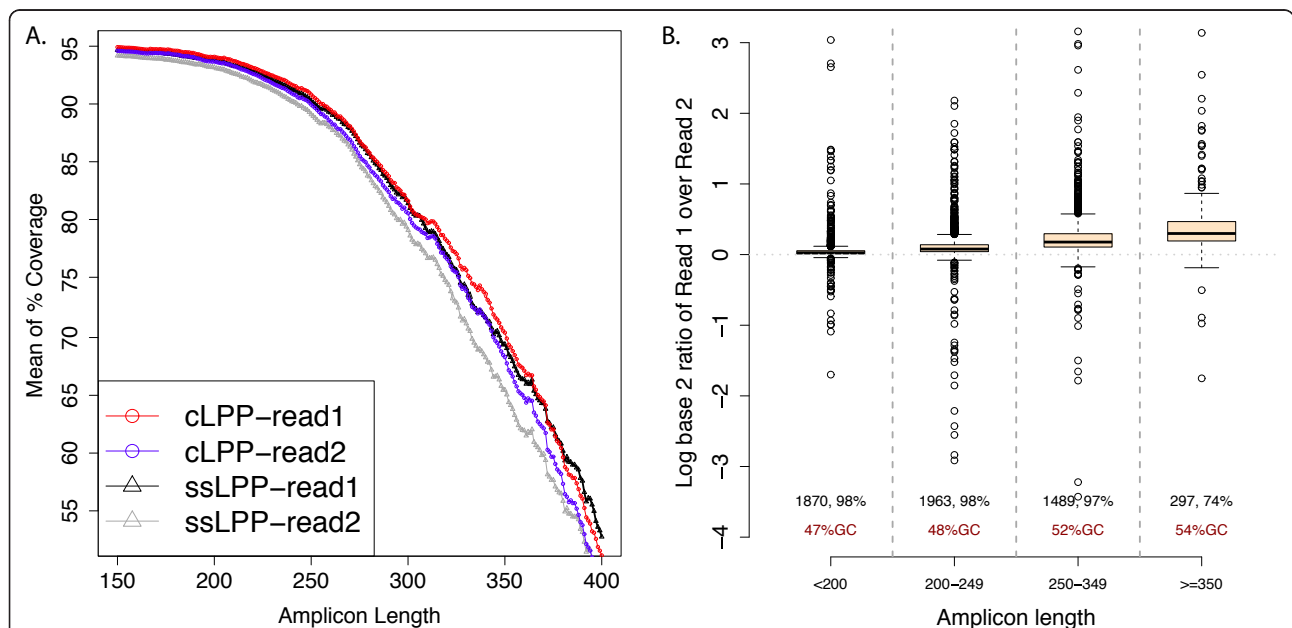 A.
Mean of % Coverage
95
90
85
80
75
70
65
60
55
cLPP-read1
cLPP-read2
ssLPP-read1
ssLPP-read2
150
200
250
300
350
400
Amplicon Length
B.
Log base 2 ratio of Read 1 over Read 2
3
2
1
0
-1
-2
-3
-4
1870, 98%
1963, 98%
1489, 97%
297, 74%
47%GC
48%GC
52%GC
54%GC
<200
200-249
250-349
>=350
Amplicon length